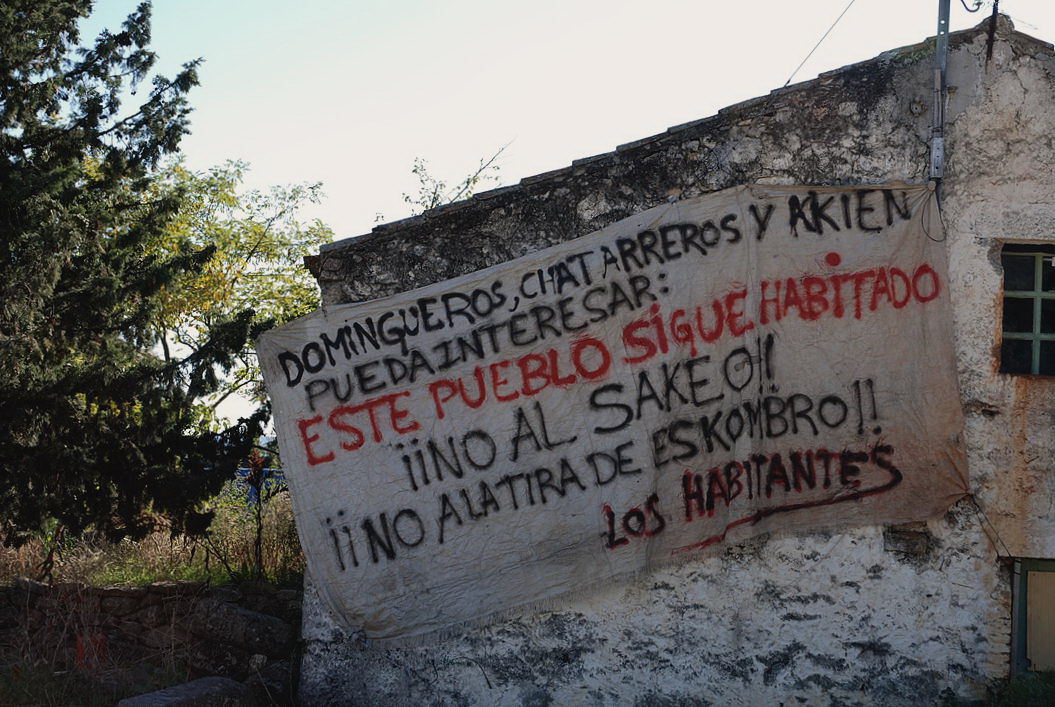 DOMINGUEROS, CHATARREROS Y AKIEN
PUEDA INTERESAR:
ESTE PUEBLO SIGUE HABITADO
¡¡NO AL SAKEO!!
¡¡NO A LA TIRA DE ESKOMBRO!!
LOS HABITANTES